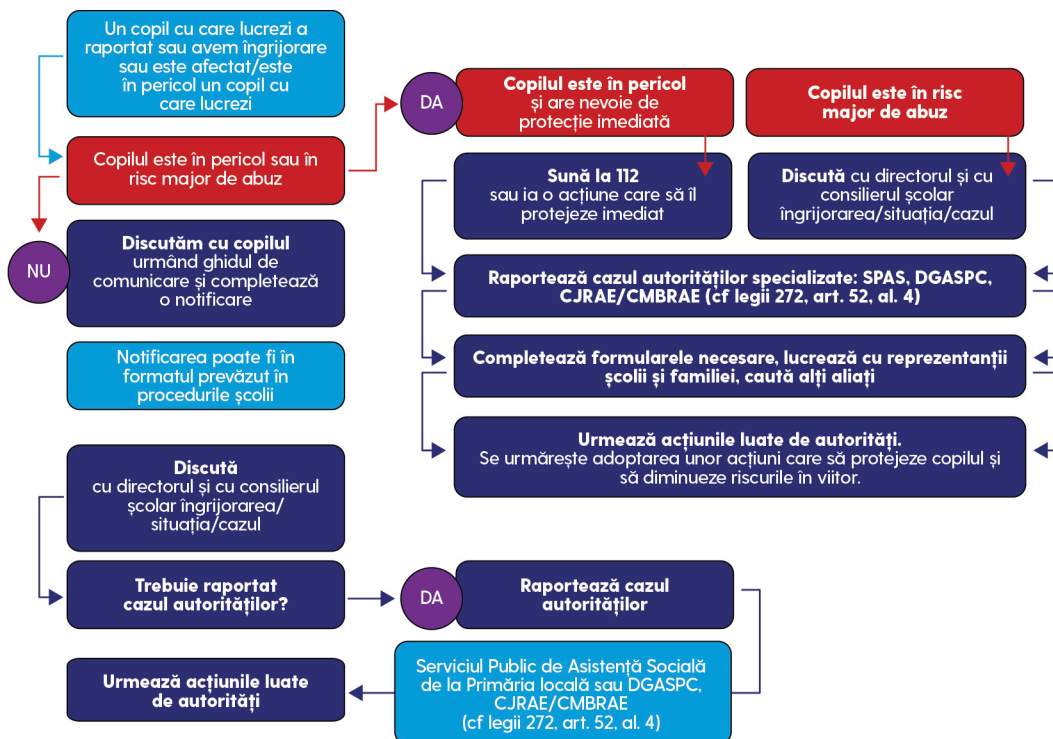 Un copil cu care lucrezi a
raportat sau avem îngrijorare
sau este afectat/este
în pericol un copil cu
care lucrezi
Copilul este în pericol sau în
risc major de abuz
DA
Copilul este în pericol
și are nevoie de
protecție imediată
Copilul este în risc
major de abuz
Sună la 112
sau ia o acțiune care să îl
protejeze imediat
Discută cu directorul și cu
consilierul școlar
îngrijorarea/situația/cazul
NU
Discutăm cu copilul
urmând ghidul de
comunicare și completează
o notificare
Raportează cazul autorităților specializate: SPAS, DGASPC,
CJRAE/CMBRAE (cf legii 272, art. 52, al. 4)
Notificarea poate fi în
formatul prevăzut în
procedurile școlii
Completează formularele necesare, lucrează cu reprezentanții
școlii și familiei, caută alți aliați
Urmează acțiunile luate de autorități.
Se urmărește adoptarea unor acțiuni care să protejeze copilul și
să diminueze riscurile în viitor.
Discută
cu directorul și cu consilierul
școlar îngrijorarea/
situația/cazul
Trebuie raportat
cazul autorităților?
DA
Raportează cazul
autorităților
Serviciul Public de Asistență Socială
de la Primăria locală sau DGASPC,
CJRAE/CMBRAE
(cf legii 272, art. 52, al. 4)
Urmează acțiunile luate
de autorități